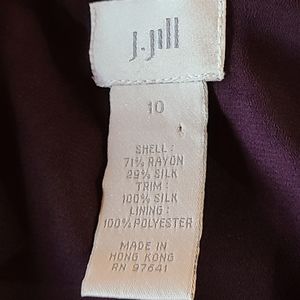 J.Jill
10
SHELL:
71% RAYON
29% SILK
TRIM:
100% SILK
LINING:
100% POLYESTER
MADE IN
HONG KONG
RN 97641